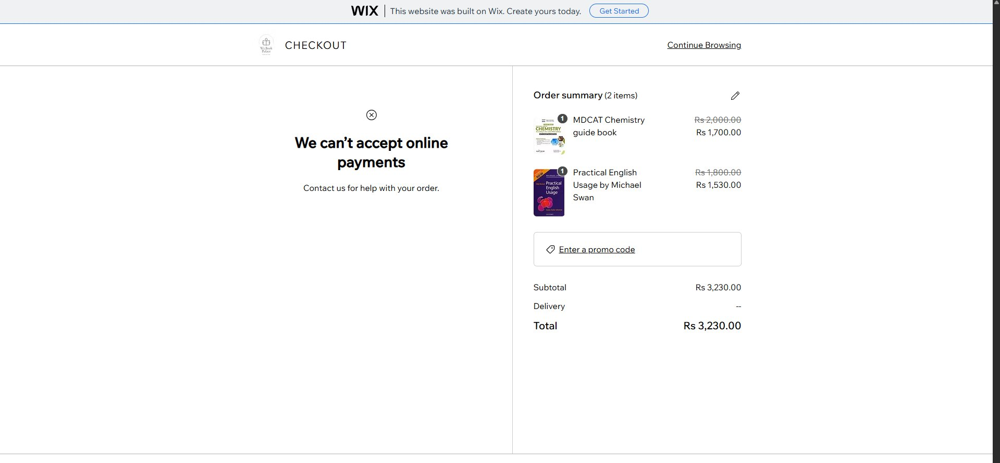 WIX
This website was built on Wix. Create yours today.
Get Started
Wz Book
Palace
CHECKOUT
Continue Browsing
We can’t accept online
payments
Contact us for help with your order.
Order summary (2 items)
1
CHEMISTRY
MDCAT Chemistry
guide book
Rs 2,000.00
Rs 1,700.00
1
NEW
Practical
English
Usage
OXFORD
Practical English
Usage by Michael
Swan
Rs 1,800.00
Rs 1,530.00
Enter a promo code
Subtotal
Rs 3,230.00
Delivery
--
Total
Rs 3,230.00